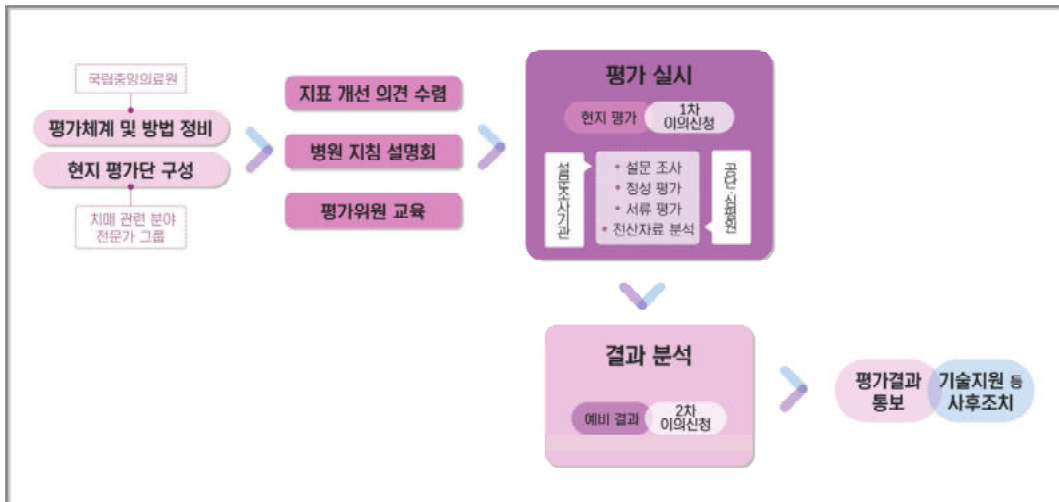 국립중앙의료원
평가체계 및 방법 정비
현지 평가단 구성
치매 관련 분야
전문가 그룹
지표 개선 의견 수렴
병원 지침 설명회
평가위원 교육
평가 실시
현지 평가
1차
이의신청
설문조사기관
• 설문 조사
• 정성 평가
• 서류 평가
• 전산자료 분석
공단·심평원
결과 분석
예비 결과
2차
이의신청
평가결과
통보
기술지원 등
사후조치